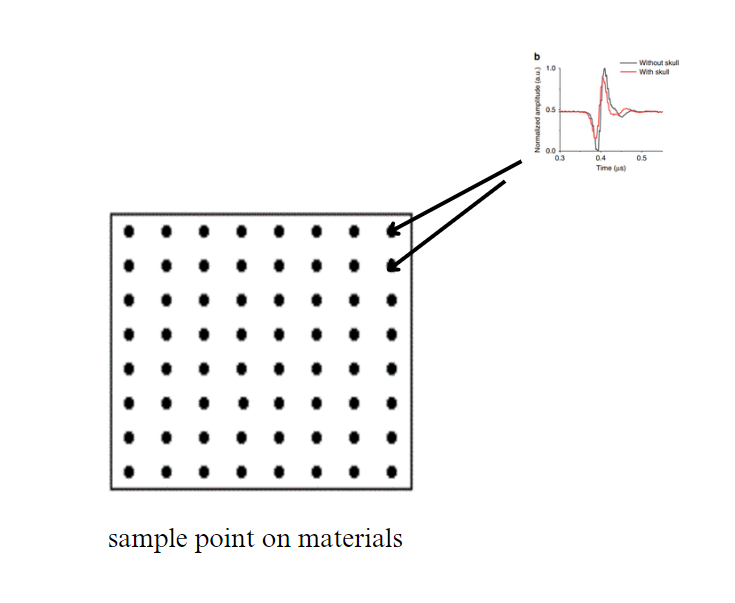 b
Without skull
With skull
Normalized amplitude (a.u.)
1.0
0.5
0.0
0.3 0.4 0.5
Time (μs)
sample point on materials